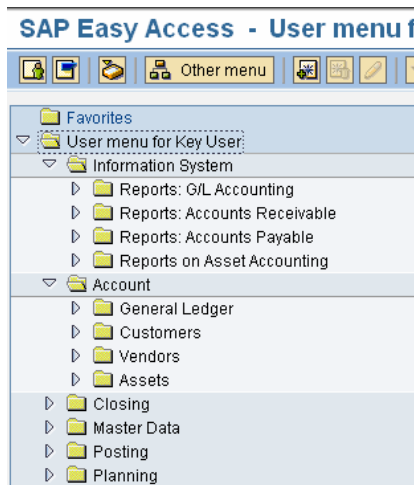 SAP Easy Access - User menu f
Other menu
Favorites
User menu for Key User
Information System
Reports: G/L Accounting
Reports: Accounts Receivable
Reports: Accounts Payable
Reports on Asset Accounting
Account
General Ledger
Customers
Vendors
Assets
Closing
Master Data
Posting
Planning